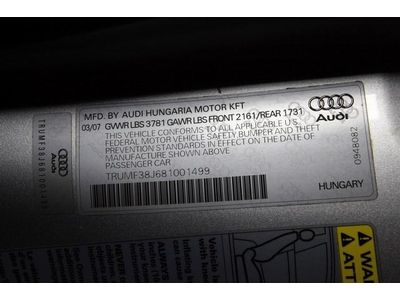 MFD. BY AUDI HUNGARIA MOTOR KFT
03/07 GVWR LBS 3781 GAWR LBS FRONT 2161/REAR 1731
THIS VEHICLE CONFORMS TO ALL APPLICABLE U.S.
FEDERAL MOTOR VEHICLE SAFETY, BUMPER AND THEFT
PREVENTION STANDARDS IN EFFECT ON THE DATE OF
MANUFACTURE SHOWN ABOVE.
PASSENGER CAR
TRUMF38J681001499
Audi
0948082
HUNGARY
TRUMF38J681001499
Vehicle